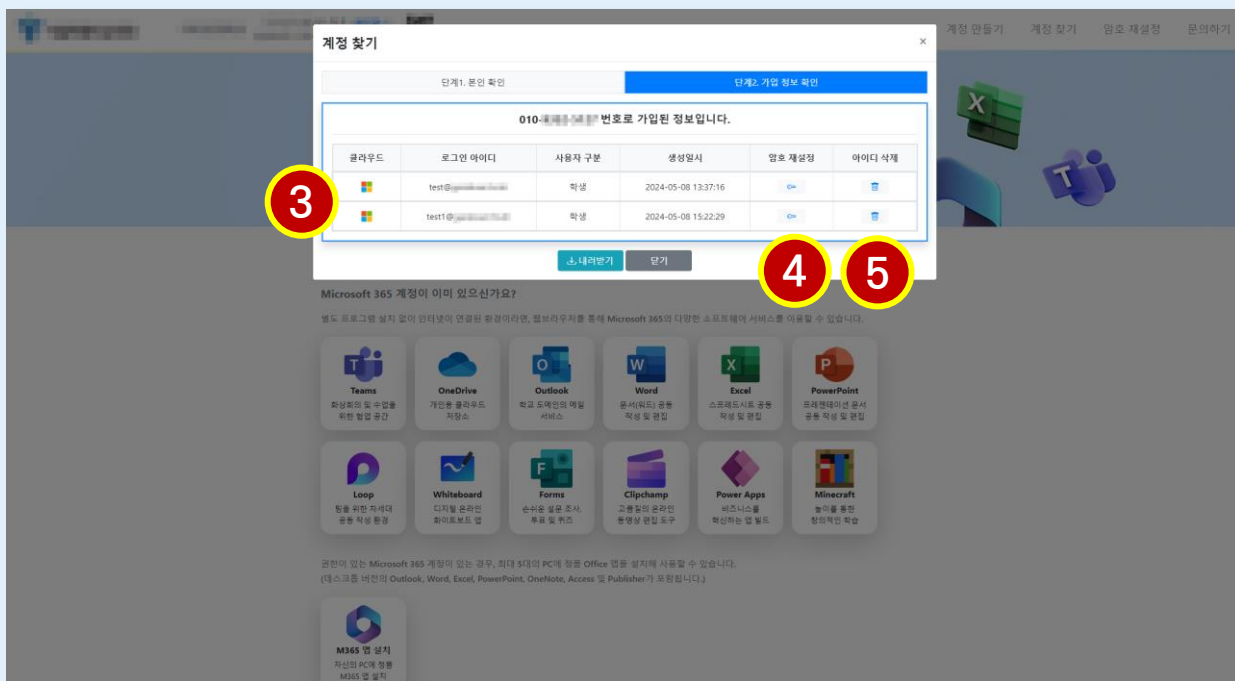 계정 만들기 계정 찾기 암호 재설정 문의하기
계정 찾기 ×
단계1. 본인 확인 단계2. 가입 정보 확인
010- 번호로 가입된 정보입니다.
클라우드 로그인 아이디 사용자 구분 생성일시 암호 재설정 아이디 삭제
test@ 학생 2024-05-08 13:37:16
3
test1@ 학생 2024-05-08 15:22:29
내려받기 닫기
4 5
Microsoft 365 계정이 이미 있으신가요?
별도 프로그램 설치 없이 인터넷이 연결된 환경이라면, 웹브라우저를 통해 Microsoft 365의 다양한 소프트웨어 서비스를 이용할 수 있습니다.
Teams OneDrive Outlook Word Excel PowerPoint
화상회의 및 수업을 개인용 클라우드 학교 도메인의 메일 문서(워드) 공동 스프레드시트 공동 프레젠테이션 문서
위한 협업 공간 저장소 서비스 작성 및 편집 작성 및 편집 공동 작성 및 편집
Loop Whiteboard Forms Clipchamp Power Apps Minecraft
팀을 위한 차세대 디지털 온라인 손쉬운 설문 조사, 고품질의 온라인 비즈니스를 놀이를 통한
공동 작성 환경 화이트보드 앱 투표 및 퀴즈 동영상 편집 도구 혁신하는 앱 빌드 창의적인 학습
권한이 있는 Microsoft 365 계정이 있는 경우, 최대 5대의 PC에 정품 Office 앱을 설치해 사용할 수 있습니다.
(데스크톱 버전의 Outlook, Word, Excel, PowerPoint, OneNote, Access 및 Publisher가 포함됩니다.)
M365 앱 설치
자신의 PC에 정품
M365 앱 설치